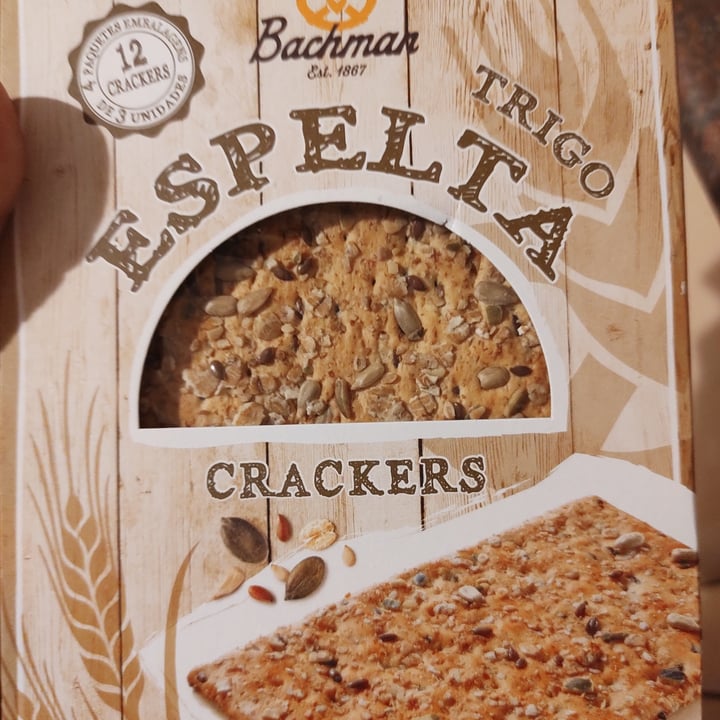 Bachman
Est. 1867
4 PAQUETES EMBALAGENS
12
CRACKERS
DE 3 UNIDADES
TRIGO
ESPELTA
CRACKERS